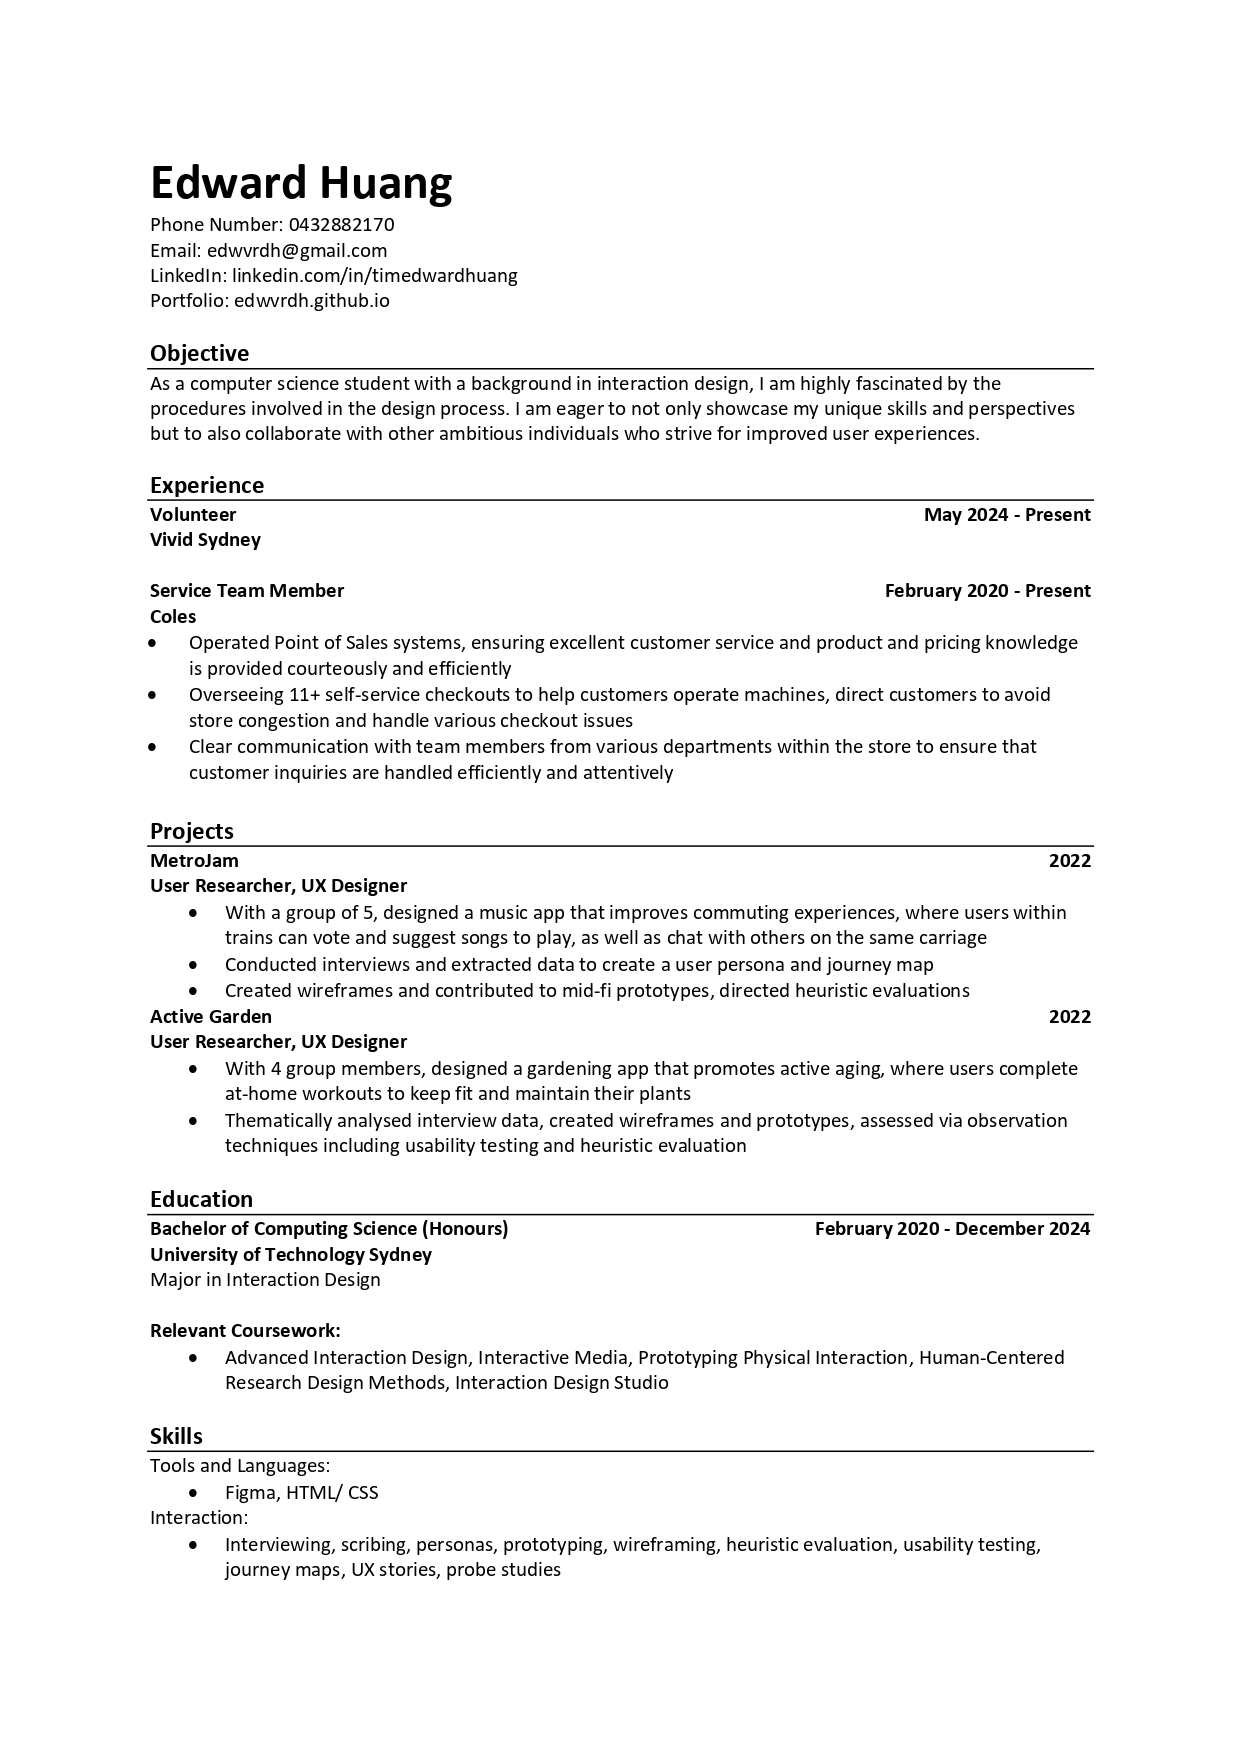 Edward Huang
Phone Number: 0432882170
Email: edwvrdh@gmail.com
LinkedIn: linkedin.com/in/timedwardhuang
Portfolio: edwvrdh.github.io
Objective
As a computer science student with a background in interaction design, I am highly fascinated by the
procedures involved in the design process. I am eager to not only showcase my unique skills and perspectives
but to also collaborate with other ambitious individuals who strive for improved user experiences.
Experience
Volunteer May 2024 - Present
Vivid Sydney
Service Team Member February 2020 - Present
Coles
• Operated Point of Sales systems, ensuring excellent customer service and product and pricing knowledge
is provided courteously and efficiently
• Overseeing 11+ self-service checkouts to help customers operate machines, direct customers to avoid
store congestion and handle various checkout issues
• Clear communication with team members from various departments within the store to ensure that
customer inquiries are handled efficiently and attentively
Projects
MetroJam 2022
User Researcher, UX Designer
• With a group of 5, designed a music app that improves commuting experiences, where users within
trains can vote and suggest songs to play, as well as chat with others on the same carriage
• Conducted interviews and extracted data to create a user persona and journey map
• Created wireframes and contributed to mid-fi prototypes, directed heuristic evaluations
Active Garden 2022
User Researcher, UX Designer
• With 4 group members, designed a gardening app that promotes active aging, where users complete
at-home workouts to keep fit and maintain their plants
• Thematically analysed interview data, created wireframes and prototypes, assessed via observation
techniques including usability testing and heuristic evaluation
Education
Bachelor of Computing Science (Honours) February 2020 - December 2024
University of Technology Sydney
Major in Interaction Design
Relevant Coursework:
• Advanced Interaction Design, Interactive Media, Prototyping Physical Interaction, Human-Centered
Research Design Methods, Interaction Design Studio
Skills
Tools and Languages:
• Figma, HTML/ CSS
Interaction:
• Interviewing, scribing, personas, prototyping, wireframing, heuristic evaluation, usability testing,
journey maps, UX stories, probe studies